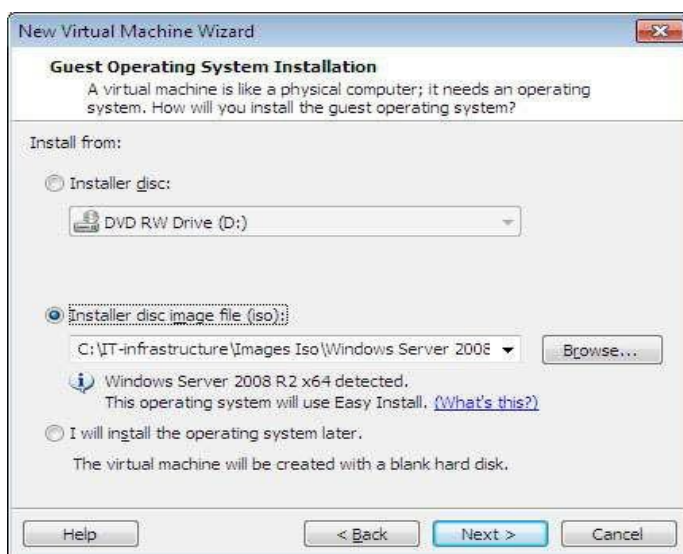 New Virtual Machine Wizard
Guest Operating System Installation
A virtual machine is like a physical computer; it needs an operating
system. How will you install the guest operating system?
Install from:
Installer disc:
DVD RW Drive (D:)
Installer disc image file (iso):
C:\IT-infrastructure\Images Iso\Windows Server 2008
Browse...
Windows Server 2008 R2 x64 detected.
This operating system will use Easy Install. (What's this?)
I will install the operating system later.
The virtual machine will be created with a blank hard disk.
Help < Back Next > Cancel